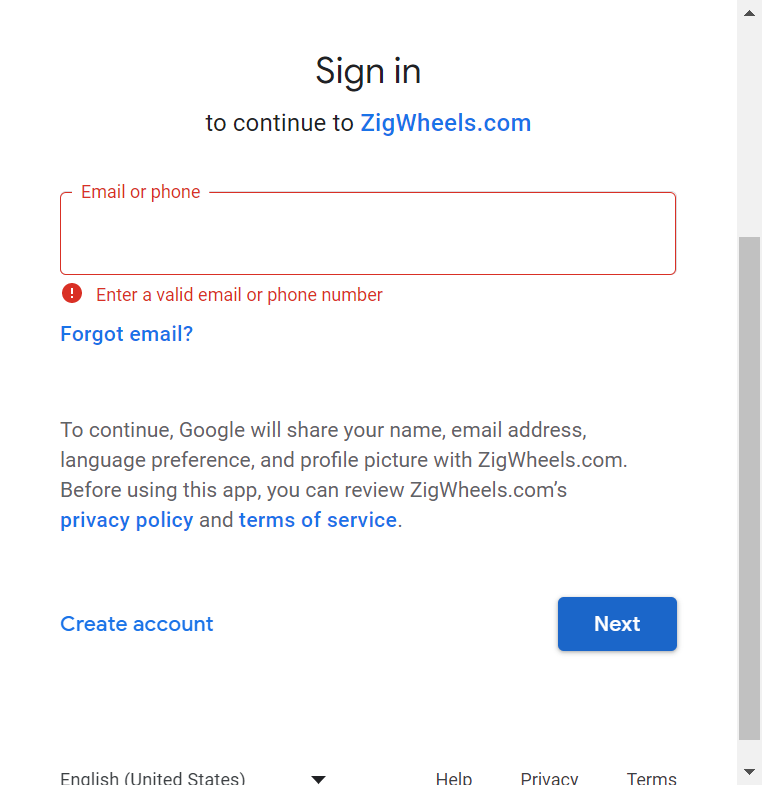 Sign in
to continue to ZigWheels.com
Email or phone
Enter a valid email or phone number
Forgot email?
To continue, Google will share your name, email address,
language preference, and profile picture with ZigWheels.com.
Before using this app, you can review ZigWheels.com’s
privacy policy and terms of service.
Create account Next
English (United States) Help Privacy Terms